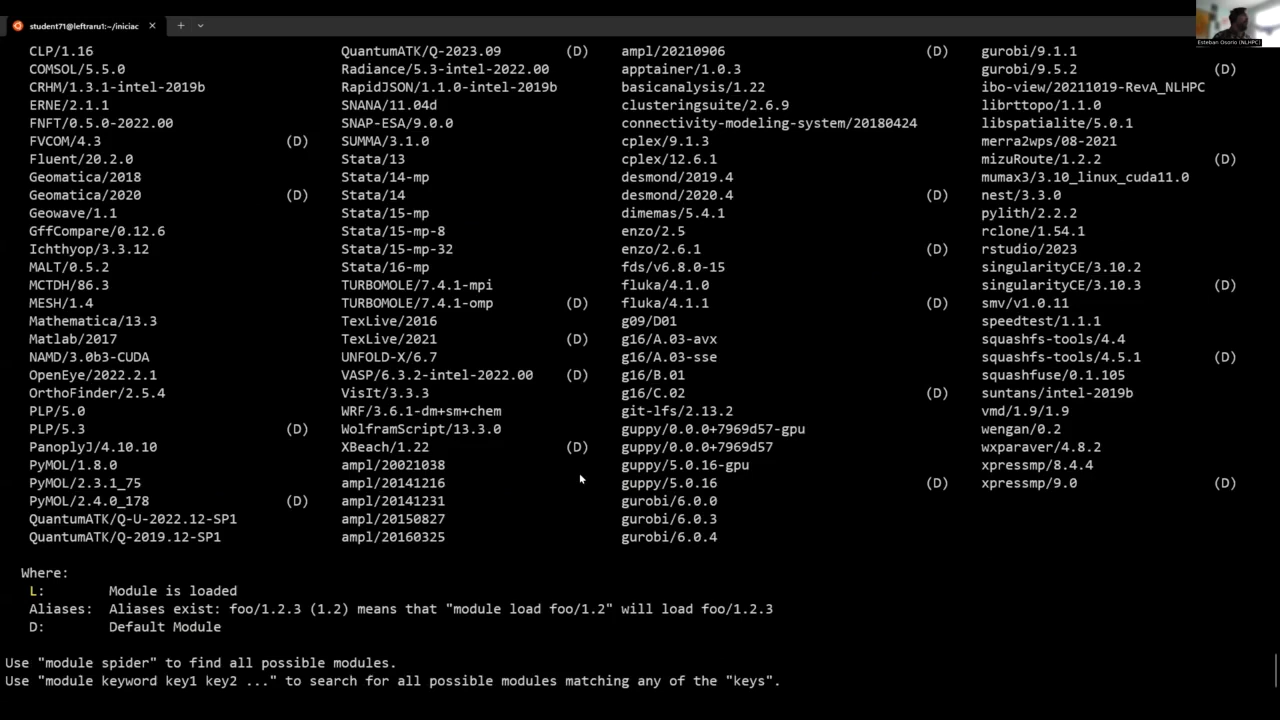 student71@leftraru1:~/iniciac
Esteban Osorio (NLHPC)
CLP/1.16 QuantumATK/Q-2023.09 (D) ampl/20210906 (D) gurobi/9.1.1
COMSOL/5.5.0 Radiance/5.3-intel-2022.00 apptainer/1.0.3 gurobi/9.5.2 (D)
CRHM/1.3.1-intel-2019b RapidJSON/1.1.0-intel-2019b basicanalysis/1.22 ibo-view/20211019-RevA_NLHPC
ERNE/2.1.1 SNANA/11.04d clusteringsuite/2.6.9 librttopo/1.1.0
FNFT/0.5.0-2022.00 SNAP-ESA/9.0.0 connectivity-modeling-system/20180424 libspatialite/5.0.1
FVCOM/4.3 (D) SUMMA/3.1.0 cplex/9.1.3 merra2wps/08-2021
Fluent/20.2.0 Stata/13 cplex/12.6.1 mizuRoute/1.2.2 (D)
Geomatica/2018 Stata/14-mp desmond/2019.4 mumax3/3.10_linux_cuda11.0
Geomatica/2020 (D) Stata/14 desmond/2020.4 (D) nest/3.3.0
Geowave/1.1 Stata/15-mp dimemas/5.4.1 pylith/2.2.2
GffCompare/0.12.6 Stata/15-mp-8 enzo/2.5 rclone/1.54.1
Ichthyop/3.3.12 Stata/15-mp-32 enzo/2.6.1 (D) rstudio/2023
MALT/0.5.2 Stata/16-mp fds/v6.8.0-15 singularityCE/3.10.2
MCTDH/86.3 TURBOMOLE/7.4.1-mpi fluka/4.1.0 singularityCE/3.10.3 (D)
MESH/1.4 TURBOMOLE/7.4.1-omp (D) fluka/4.1.1 (D) smv/v1.0.11
Mathematica/13.3 TexLive/2016 g09/D01 speedtest/1.1.1
Matlab/2017 TexLive/2021 (D) g16/A.03-avx squashfs-tools/4.4
NAMD/3.0b3-CUDA UNFOLD-X/6.7 g16/A.03-sse squashfs-tools/4.5.1 (D)
OpenEye/2022.2.1 VASP/6.3.2-intel-2022.00 (D) g16/B.01 squashfuse/0.1.105
OrthoFinder/2.5.4 VisIt/3.3.3 g16/C.02 (D) suntans/intel-2019b
PLP/5.0 WRF/3.6.1-dm+sm+chem git-lfs/2.13.2 vmd/1.9/1.9
PLP/5.3 (D) WolframScript/13.3.0 guppy/0.0.0+7969d57-gpu wengan/0.2
PanoplyJ/4.10.10 XBeach/1.22 (D) guppy/0.0.0+7969d57 wxparaver/4.8.2
PyMOL/1.8.0 ampl/20021038 guppy/5.0.16-gpu xpressmp/8.4.4
PyMOL/2.3.1_75 ampl/20141216 guppy/5.0.16 (D) xpressmp/9.0 (D)
PyMOL/2.4.0_178 (D) ampl/20141231 gurobi/6.0.0
QuantumATK/Q-U-2022.12-SP1 ampl/20150827 gurobi/6.0.3
QuantumATK/Q-2019.12-SP1 ampl/20160325 gurobi/6.0.4
Where:
L: Module is loaded
Aliases: Aliases exist: foo/1.2.3 (1.2) means that "module load foo/1.2" will load foo/1.2.3
D: Default Module
Use "module spider" to find all possible modules.
Use "module keyword key1 key2 ..." to search for all possible modules matching any of the "keys".